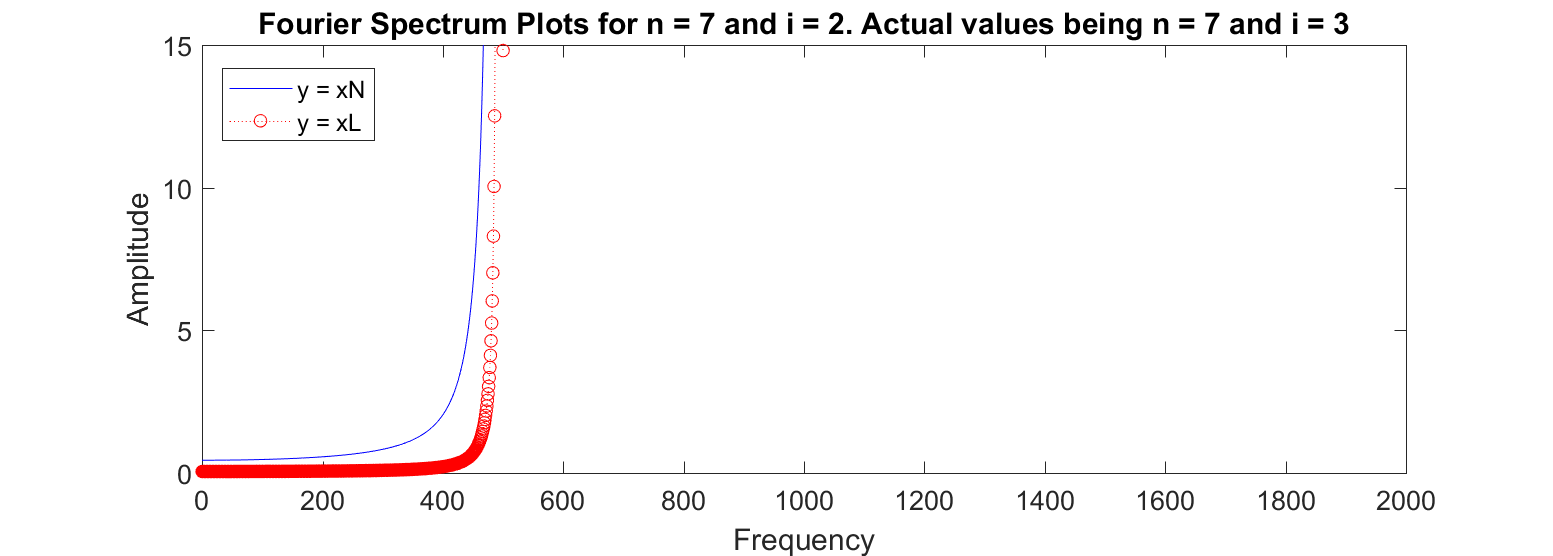 Fourier Spectrum Plots for n = 7 and i = 2. Actual values being n = 7 and i = 3
15
10
5
0
Amplitude
y = xN
y = xL
0 200 400 600 800 1000 1200 1400 1600 1800 2000
Frequency